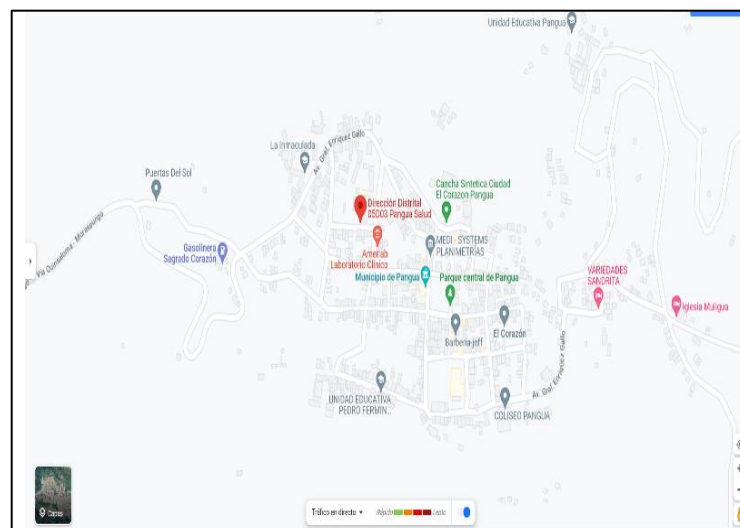 Unidad Educativa Pangua
La Inmaculada
Av. Gral. Enriquez Gallo
Puertas Del Sol
Cancha Sintetica Ciudad
El Corazon Pangua
Dirección Distrital
05D03 Pangua Salud
Gasolinera
Sagrado Corazón
Amerlab
Laboratorio Clínico
MEDI - SYSTEMS
PLANIMETRIAS
Municipio de Pangua
Parque central de Pangua
VARIEDADES
SANDRITA
Iglesia Muligua
El Corazón
Barbería-jeff
Av. Gral. Enriquez Gallo
UNIDAD EDUCATIVA
PEDRO FERMIN...
COLISEO PANGUA
Capas
Tráfico en directo
Rápido
Lento